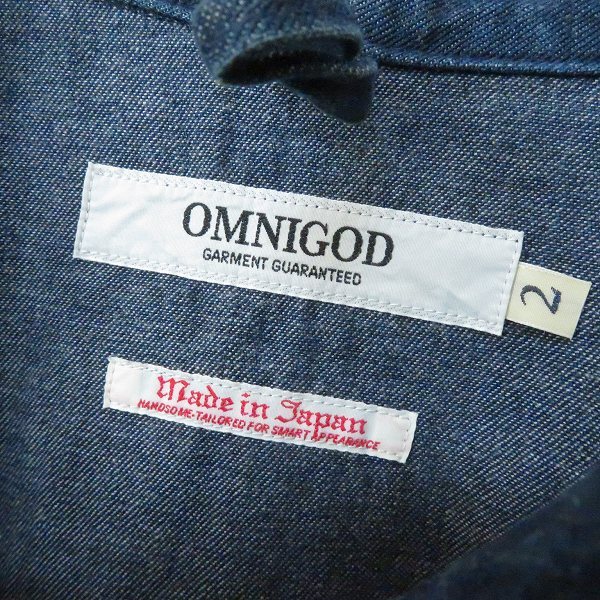 OMNIGOD
GARMENT GUARANTEED
2
Made in Japan
HANDSOME-TAILORED FOR SMART APPEARANCE